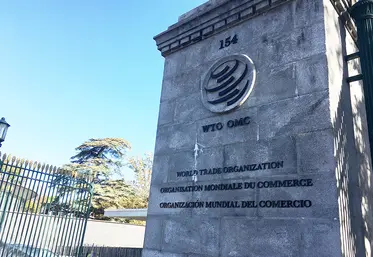 154
WTO OMC
WORLD TRADE ORGANIZATION
ORGANISATION MONDIALE DU COMMERCE
ORGANIZACIÓN MUNDIAL DEL COMERCIO